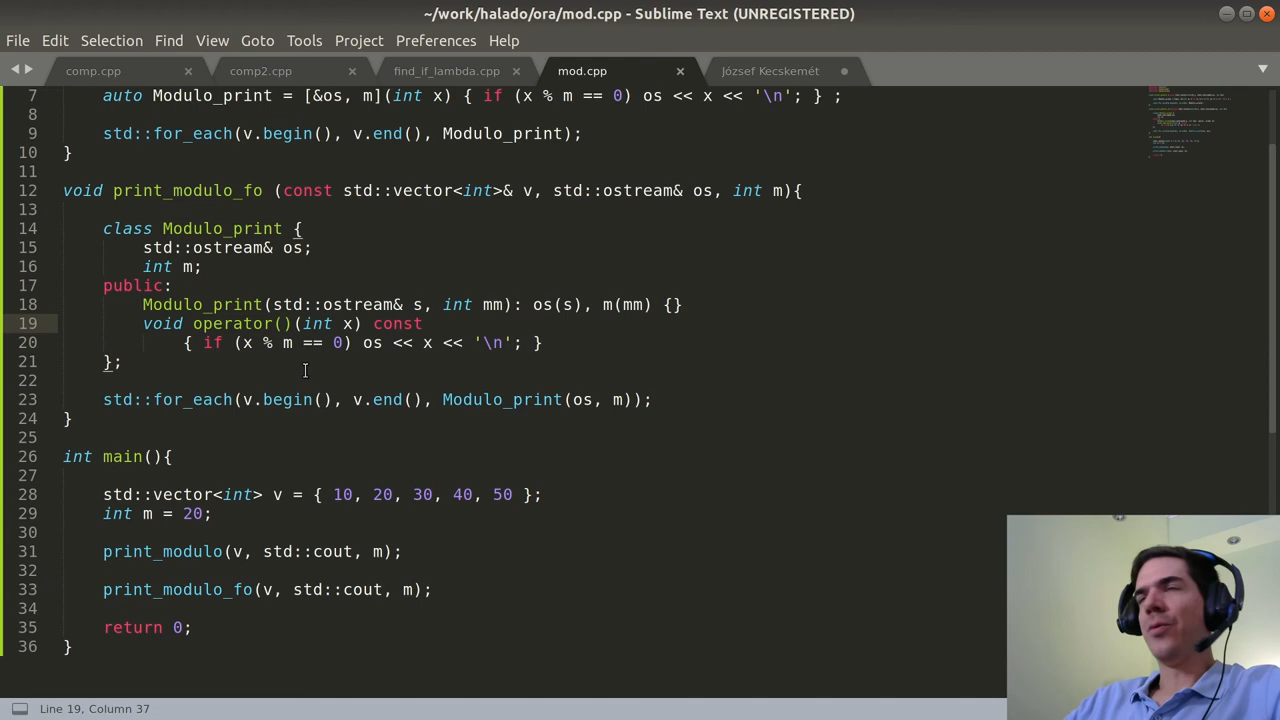 ~/work/halado/ora/mod.cpp - Sublime Text (UNREGISTERED)
File Edit Selection Find View Goto Tools Project Preferences Help
comp.cpp comp2.cpp find_if_lambda.cpp mod.cpp József Kecskemét
7 auto Modulo_print = [&os, m](int x) { if (x % m == 0) os << x << '\n'; } ;
8
9 std::for_each(v.begin(), v.end(), Modulo_print);
10 }
11
12 void print_modulo_fo (const std::vector<int>& v, std::ostream& os, int m){
13
14 class Modulo_print {
15 std::ostream& os;
16 int m;
17 public:
18 Modulo_print(std::ostream& s, int mm): os(s), m(mm) {}
19 void operator()(int x) const
20 { if (x % m == 0) os << x << '\n'; }
21 };
22
23 std::for_each(v.begin(), v.end(), Modulo_print(os, m));
24 }
25
26 int main(){
27
28 std::vector<int> v = { 10, 20, 30, 40, 50 };
29 int m = 20;
30
31 print_modulo(v, std::cout, m);
32
33 print_modulo_fo(v, std::cout, m);
34
35 return 0;
36 }
Line 19, Column 37